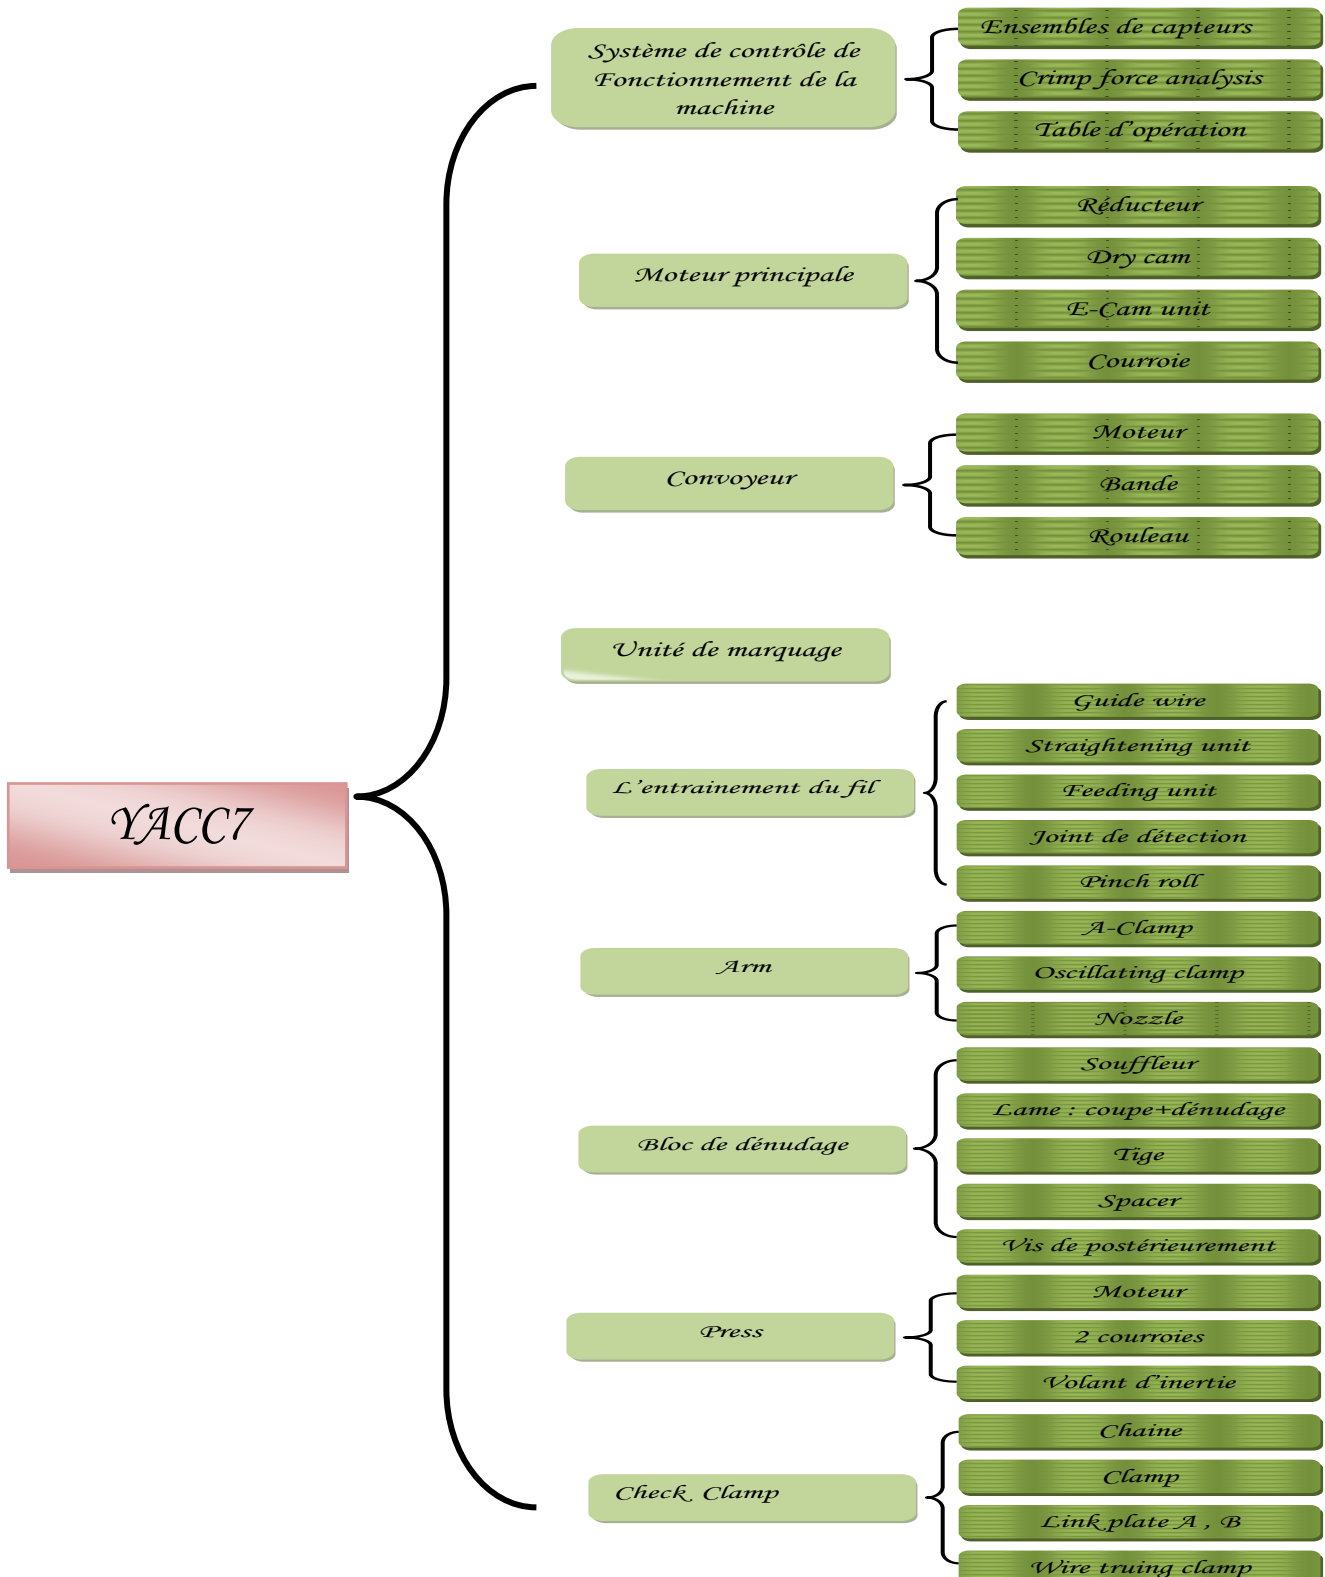 YACC7
Système de contrôle de
Fonctionnement de la
machine
Ensembles de capteurs
Crimp force analysis
Table d'opération
Moteur principale
Réducteur
Dry cam
E-Cam unit
Courroie
Convoyeur
Moteur
Bande
Rouleau
Unité de marquage
L'entrainement du fil
Guide wire
Straightening unit
Feeding unit
Joint de détection
Pinch roll
Arm
A-Clamp
Oscillating clamp
Nozzle
Bloc de dénudage
Souffleur
Lame : coupe+dénudage
Tige
Spacer
Vis de postérieurement
Press
Moteur
2 courroies
Volant d'inertie
Check Clamp
Chaine
Clamp
Link plate A , B
Wire truing clamp